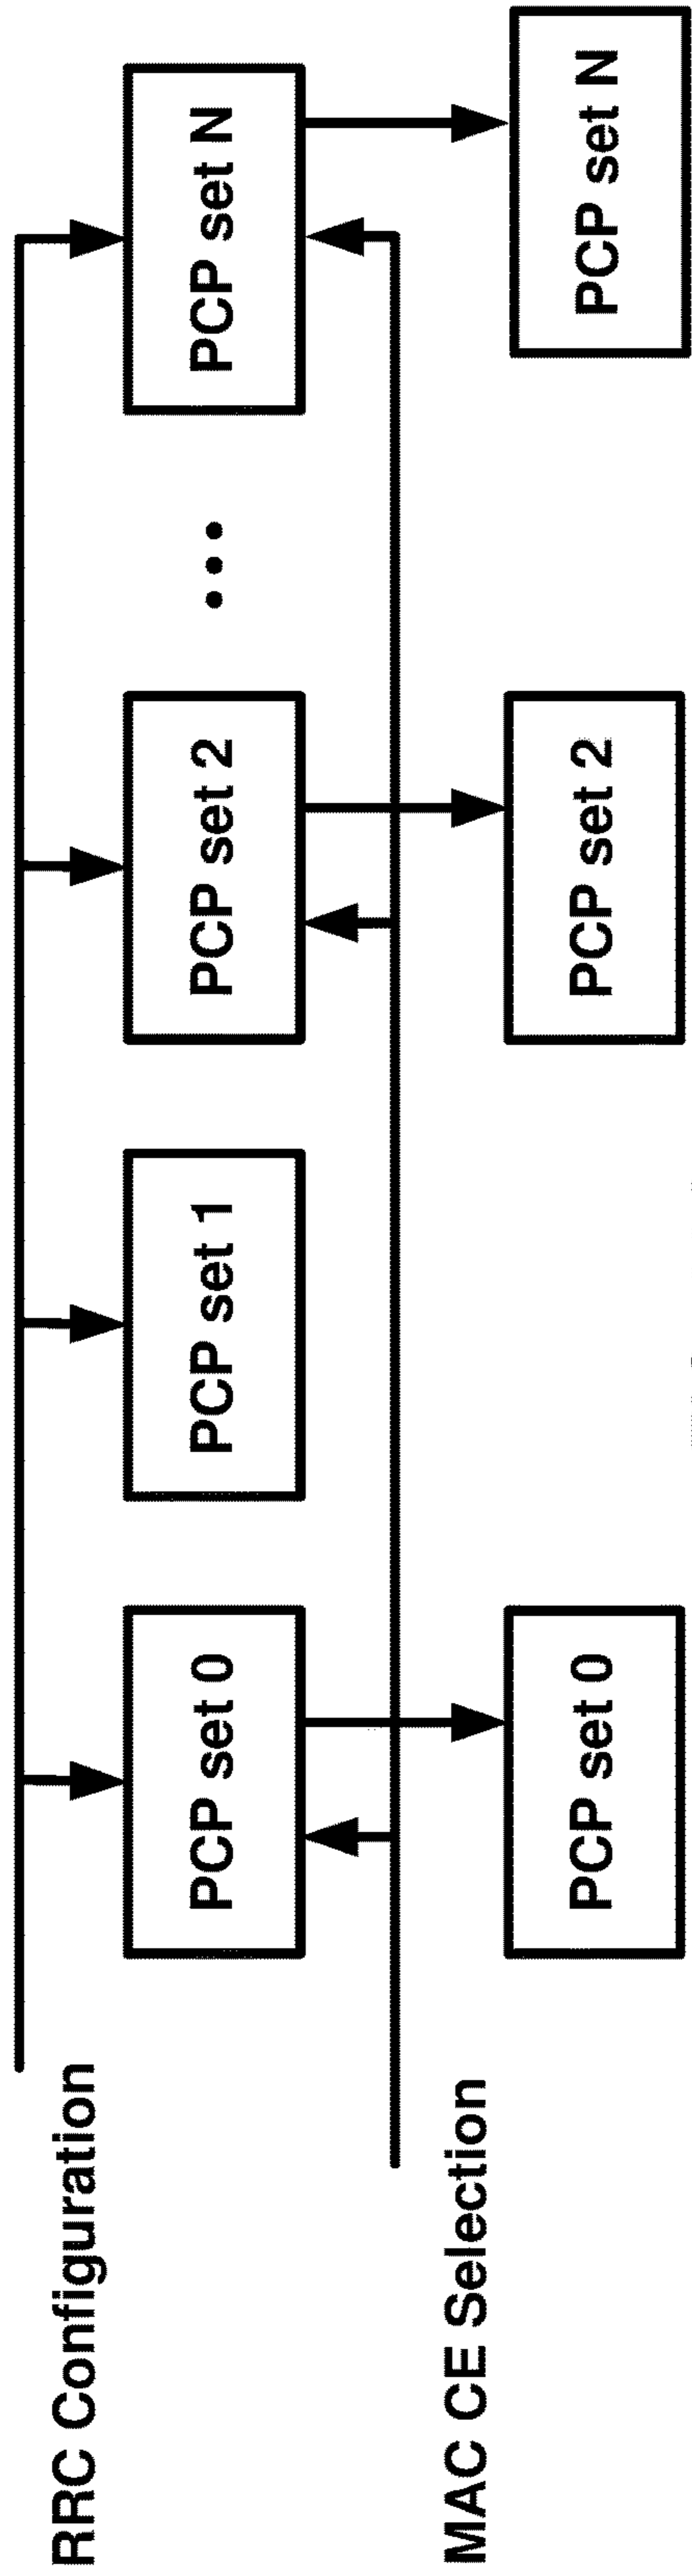 RRC Configuration
PCP set 0
PCP set 1
PCP set 2
...
PCP set N
MAC CE Selection
PCP set 0
PCP set 2
PCP set N